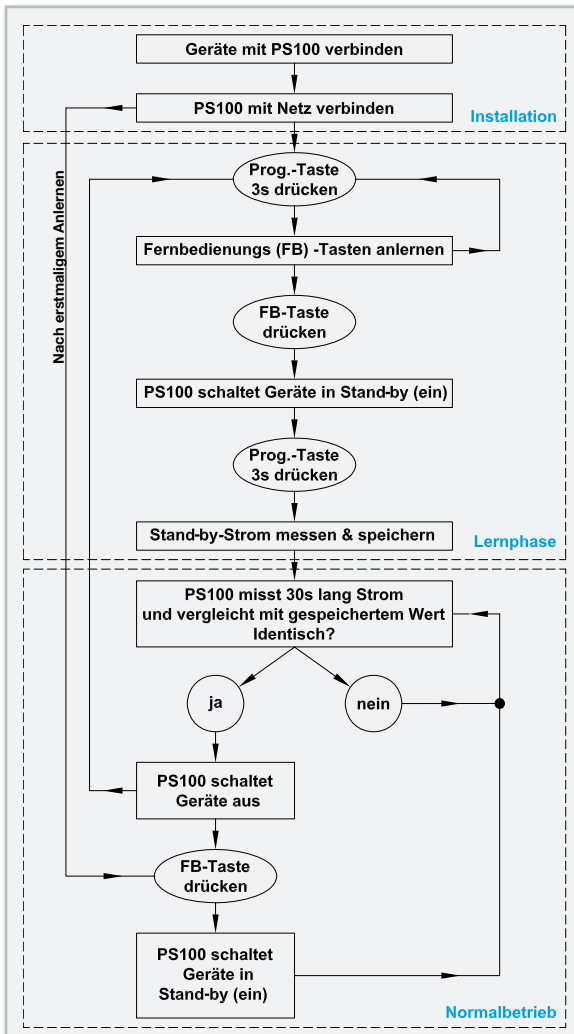 Geräte mit PS100 verbinden
PS100 mit Netz verbinden
Installation
Nach erstmaligem Anlernen
Prog.-Taste
3s drücken
Fernbedienungs (FB) -Tasten anlernen
FB-Taste
drücken
PS100 schaltet Geräte in Stand-by (ein)
Prog.-Taste
3s drücken
Stand-by-Strom messen & speichern
Lernphase
PS100 misst 30s lang Strom
und vergleicht mit gespeichertem Wert
Identisch?
ja
nein
PS100 schaltet
Geräte aus
FB-Taste
drücken
PS100 schaltet
Geräte in
Stand-by (ein)
Normalbetrieb